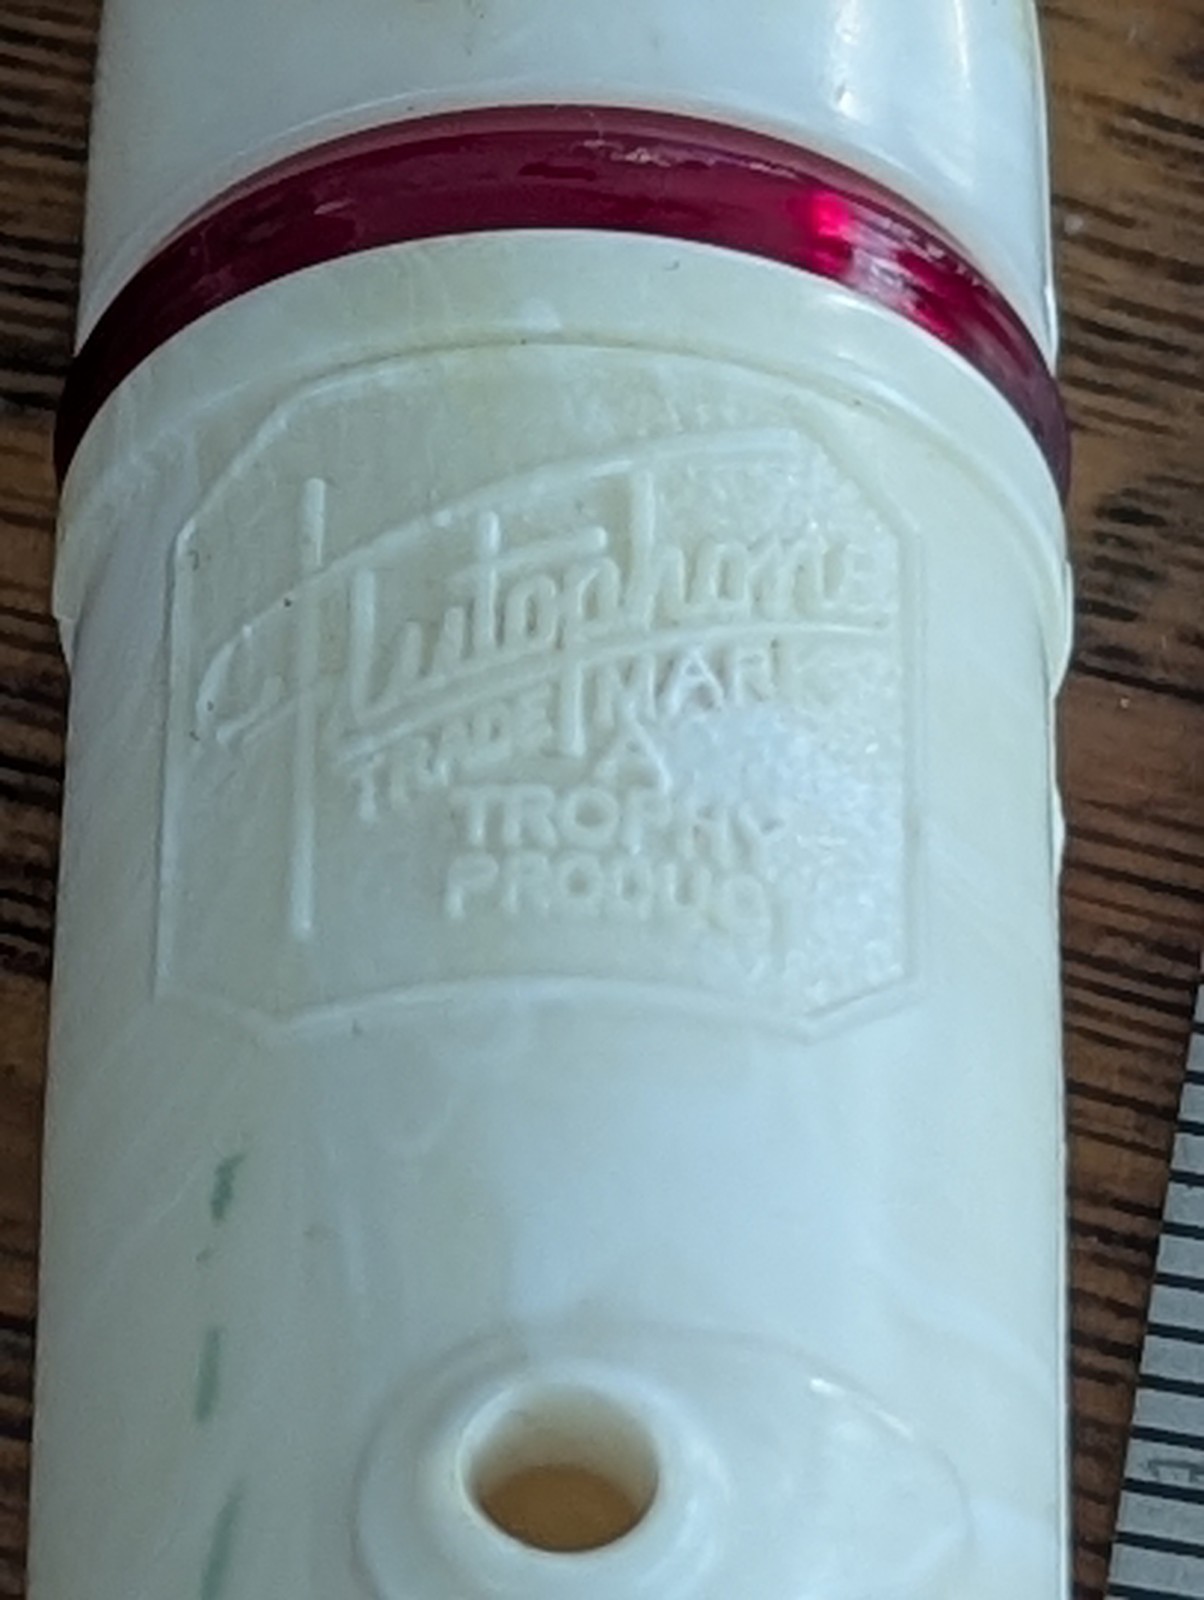 Flutophone
TRADE MARK
A
TROPHY
PRODUCT